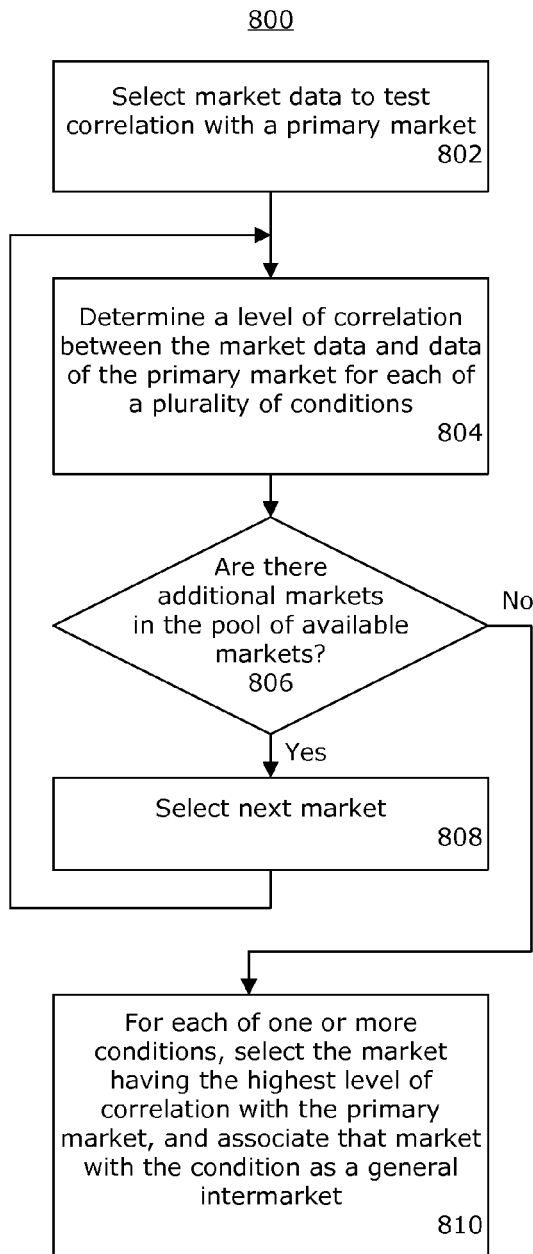 800
Select market data to test
correlation with a primary market
802
Determine a level of correlation
between the market data and data
of the primary market for each of
a plurality of conditions
804
Are there
additional markets
in the pool of available
markets?
806
No
Yes
Select next market
808
For each of one or more
conditions, select the market
having the highest level of
correlation with the primary
market, and associate that market
with the condition as a general
intermarket
810